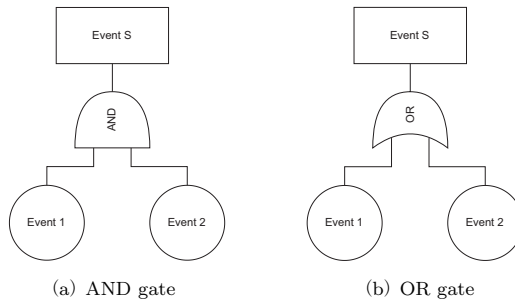 Event S
AND
Event 1 Event 2
(a) AND gate
Event S
OR
Event 1 Event 2
(b) OR gate